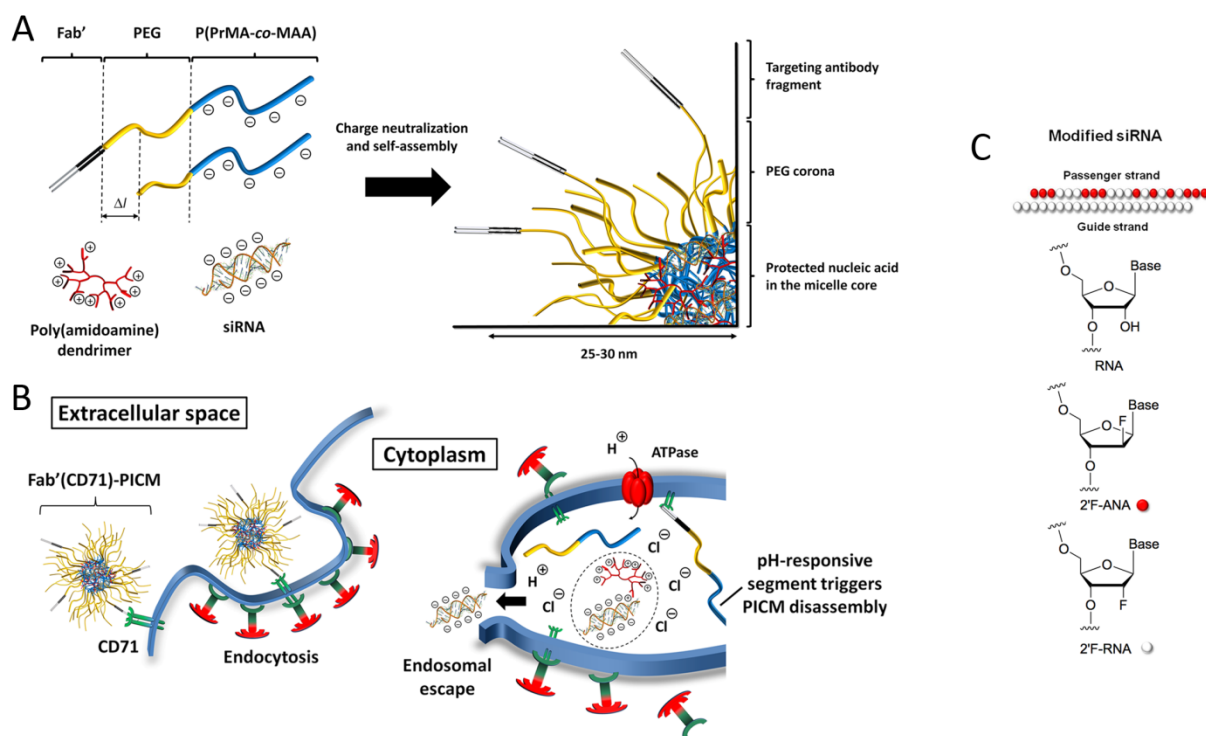 A
Fab’
PEG
P(PrMA-co-MAA)
Δl
Poly(amidoamine)
dendrimer
siRNA
Charge neutralization
and self-assembly
Targeting antibody
fragment
PEG corona
Protected nucleic acid
in the micelle core
25-30 nm
B
Extracellular space
Fab’(CD71)-PICM
CD71
Endocytosis
Cytoplasm
H+
ATPase
Cl−
H+
Cl−
Cl−
Cl−
Endosomal
escape
pH-responsive
segment triggers
PICM disassembly
C
Modified siRNA
Passenger strand
Guide strand
O
Base
O
O
OH
RNA
O
Base
F
O
O
2'F-ANA
O
Base
O
O
F
2'F-RNA